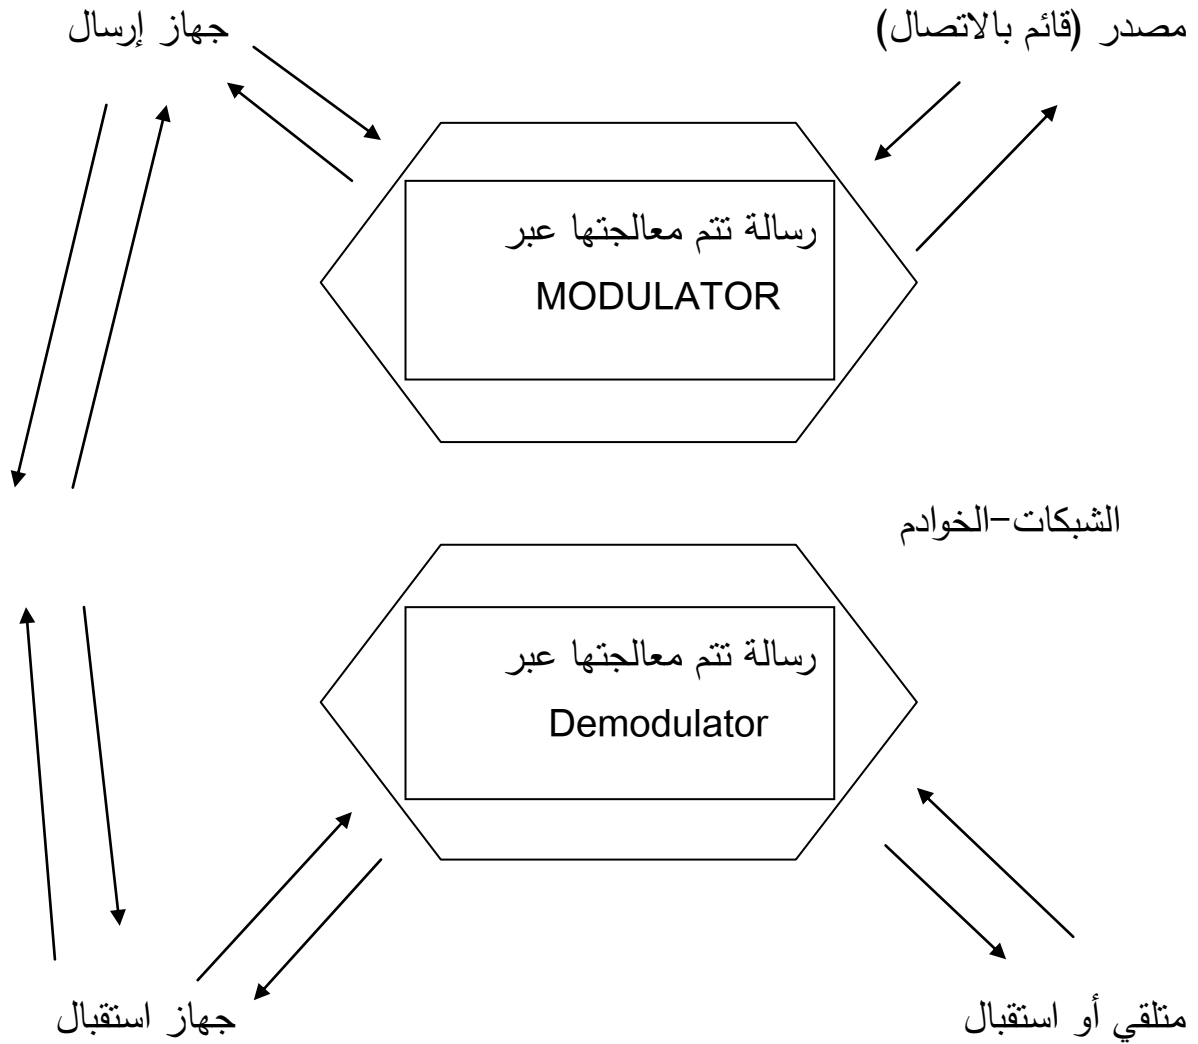 مصدر (قائم بالاتصال)
جهاز إرسال
رسالة تتم معالجتها عبر
MODULATOR
الشبكات-الخوادم
رسالة تتم معالجتها عبر
Demodulator
متلقي أو استقبال
جهاز استقبال